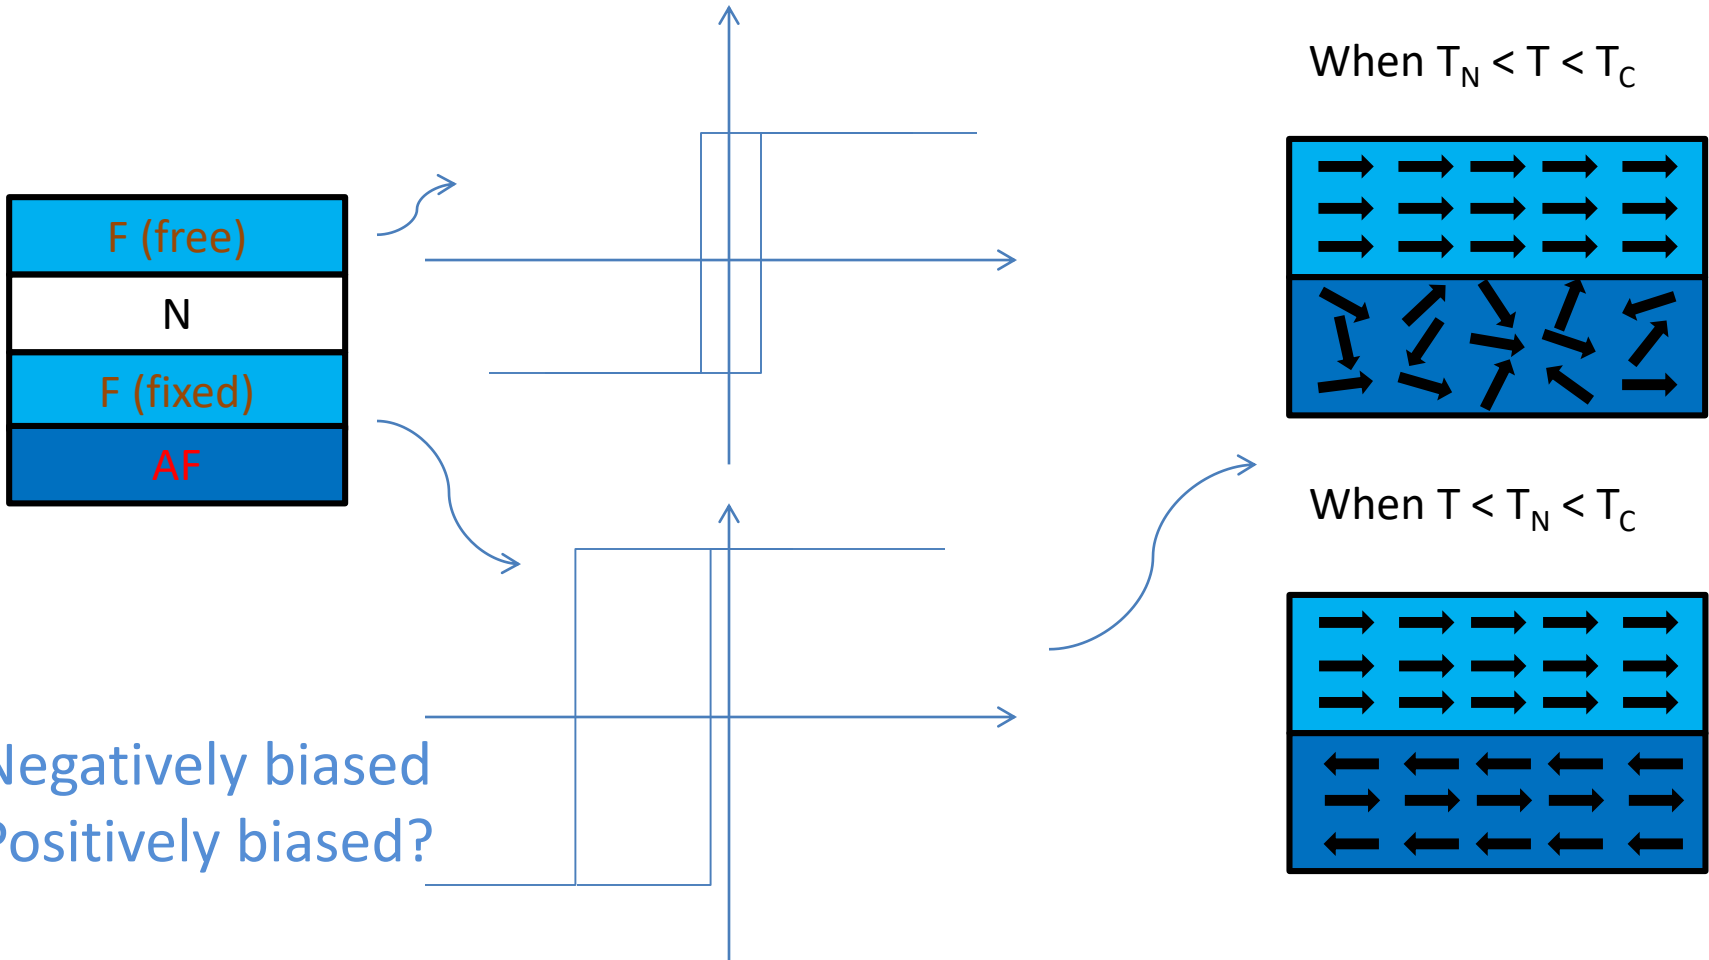 When T_N < T < T_C
F (free)
N
F (fixed)
AF
When T < T_N < T_C
Negatively biased
Positively biased?